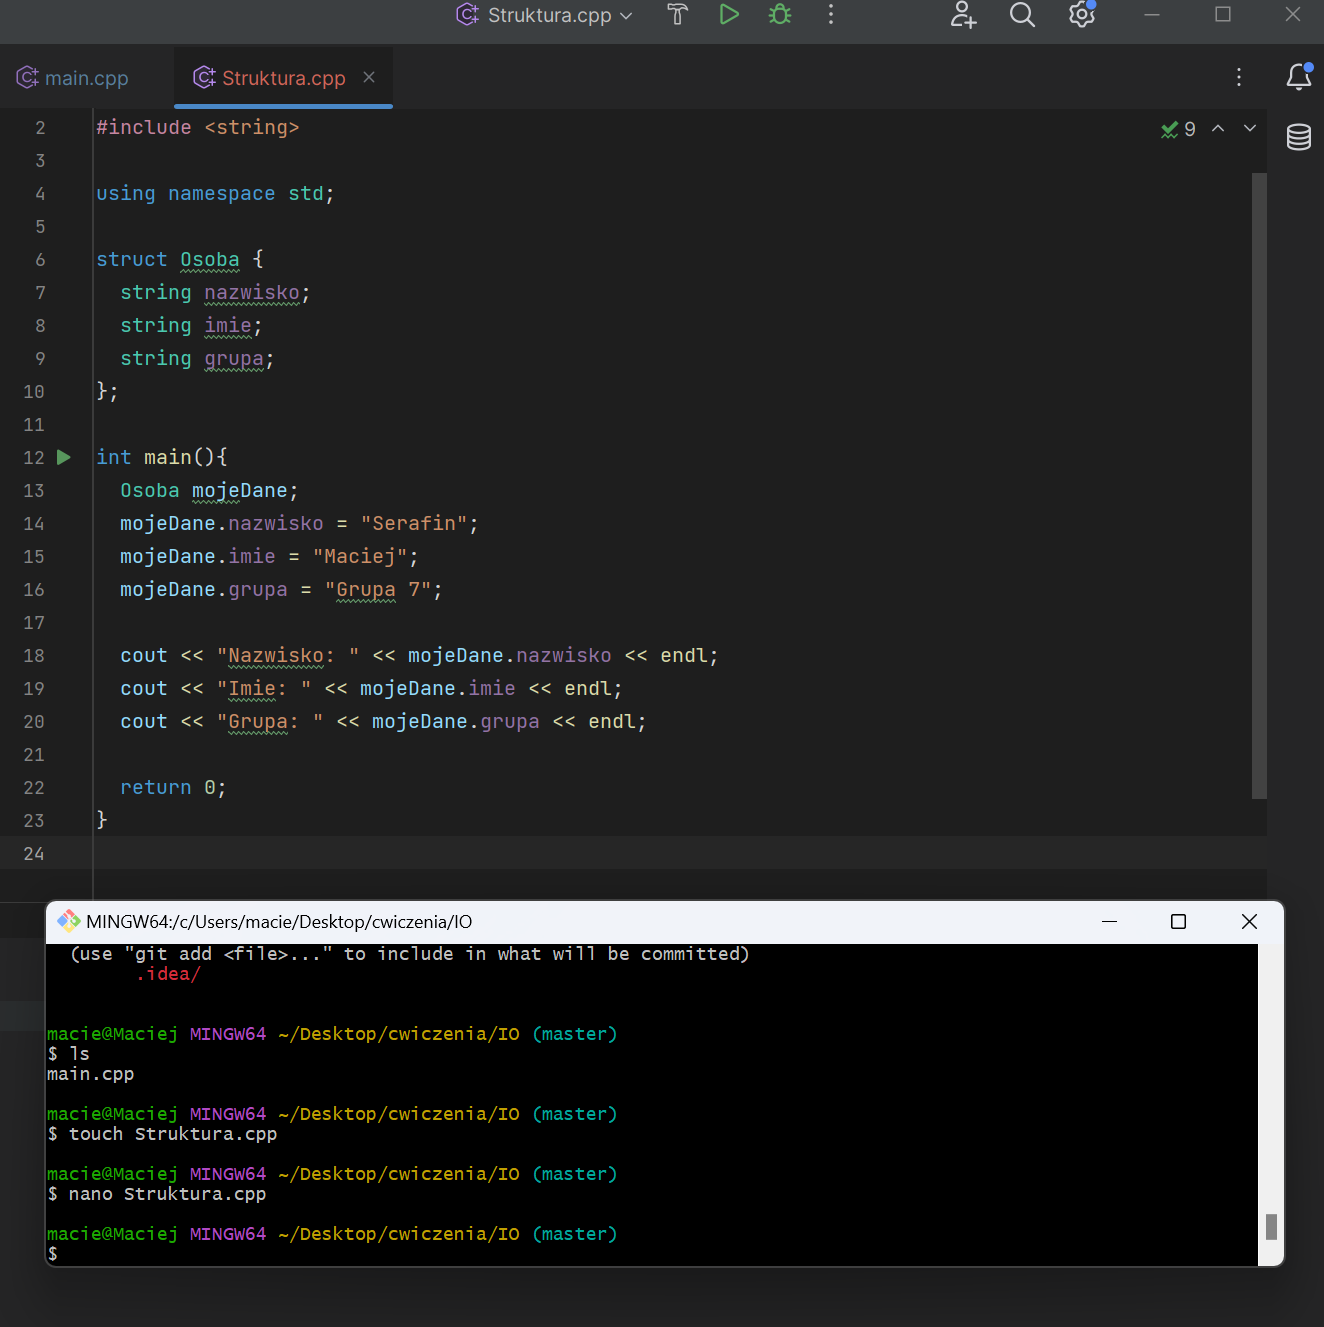 Struktura.cpp
main.cpp
Struktura.cpp
9
2 #include <string>
3
4 using namespace std;
5
6 struct Osoba {
7 string nazwisko;
8 string imie;
9 string grupa;
10 };
11
12 int main(){
13 Osoba mojeDane;
14 mojeDane.nazwisko = "Serafin";
15 mojeDane.imie = "Maciej";
16 mojeDane.grupa = "Grupa 7";
17
18 cout << "Nazwisko: " << mojeDane.nazwisko << endl;
19 cout << "Imie: " << mojeDane.imie << endl;
20 cout << "Grupa: " << mojeDane.grupa << endl;
21
22 return 0;
23 }
24
MINGW64:/c/Users/macie/Desktop/cwiczenia/IO
(use "git add <file>..." to include in what will be committed)
.idea/
macie@Maciej MINGW64 ~/Desktop/cwiczenia/IO (master)
$ ls
main.cpp
macie@Maciej MINGW64 ~/Desktop/cwiczenia/IO (master)
$ touch Struktura.cpp
macie@Maciej MINGW64 ~/Desktop/cwiczenia/IO (master)
$ nano Struktura.cpp
macie@Maciej MINGW64 ~/Desktop/cwiczenia/IO (master)
$